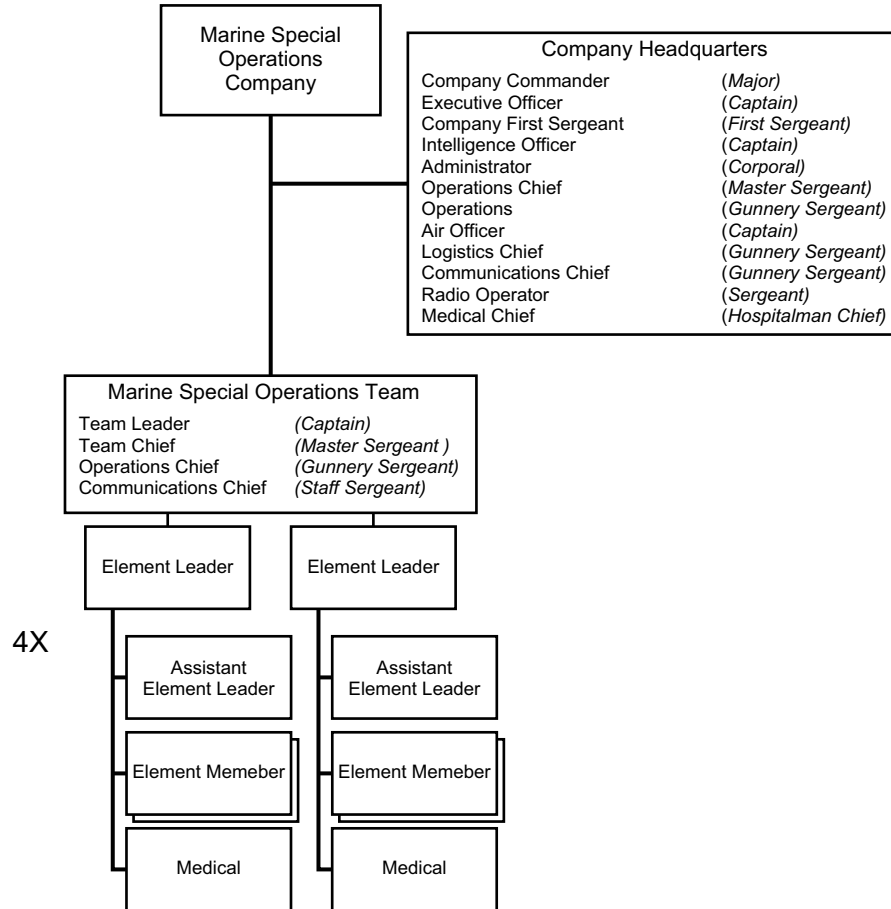 Marine Special
Operations
Company
Company Headquarters
Company Commander (Major)
Executive Officer (Captain)
Company First Sergeant (First Sergeant)
Intelligence Officer (Captain)
Administrator (Corporal)
Operations Chief (Master Sergeant)
Operations (Gunnery Sergeant)
Air Officer (Captain)
Logistics Chief (Gunnery Sergeant)
Communications Chief (Gunnery Sergeant)
Radio Operator (Sergeant)
Medical Chief (Hospitalman Chief)
Marine Special Operations Team
Team Leader (Captain)
Team Chief (Master Sergeant )
Operations Chief (Gunnery Sergeant)
Communications Chief (Staff Sergeant)
Element Leader
Element Leader
4X
Assistant
Element Leader
Assistant
Element Leader
Element Memeber
Element Memeber
Medical
Medical